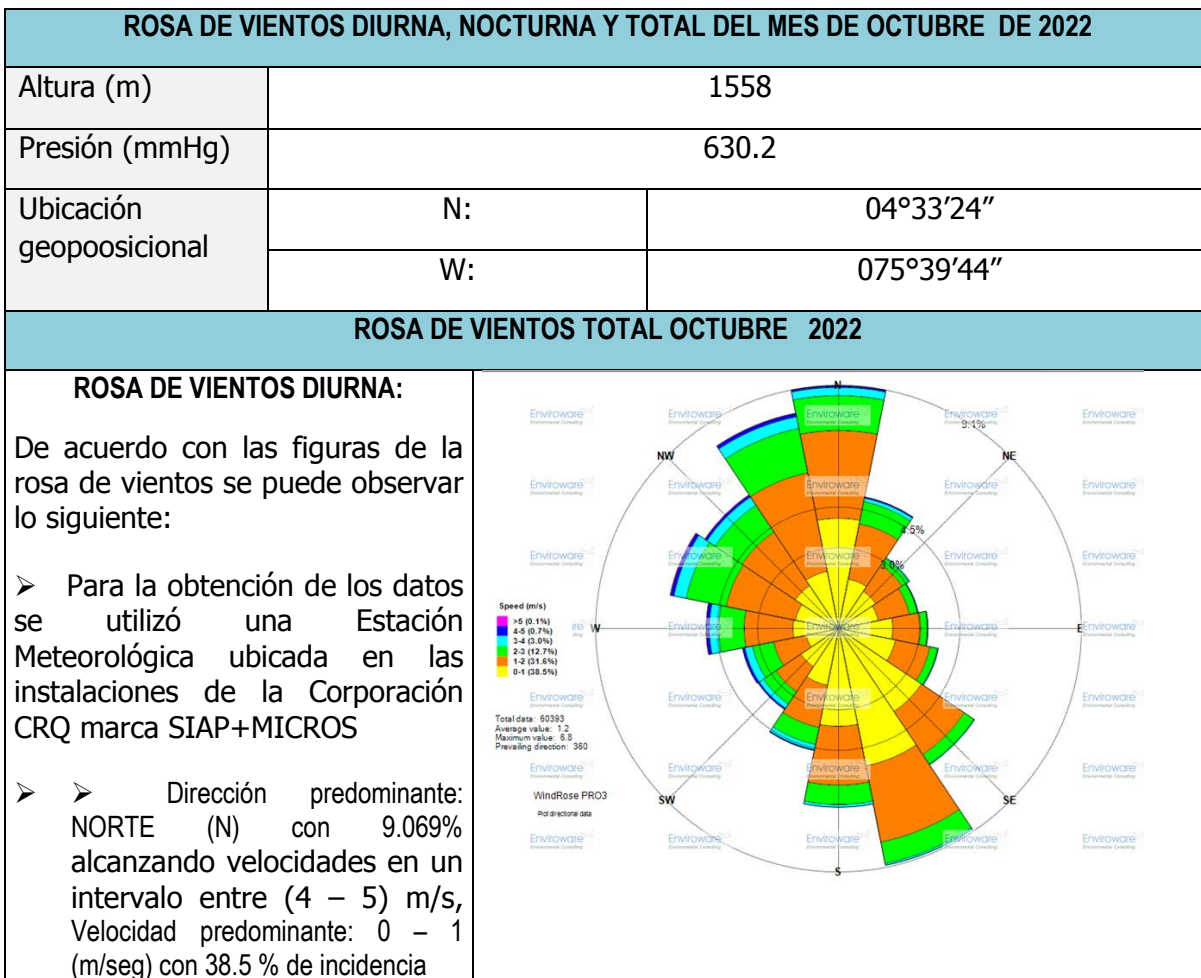 ROSA DE VIENTOS DIURNA, NOCTURNA Y TOTAL DEL MES DE OCTUBRE DE 2022
Altura (m) 1558
Presión (mmHg) 630.2
Ubicación
geopoosicional
N: 04°33’24”
W: 075°39’44”
ROSA DE VIENTOS TOTAL OCTUBRE 2022
ROSA DE VIENTOS DIURNA:
De acuerdo con las figuras de la
rosa de vientos se puede observar
lo siguiente:
➢ Para la obtención de los datos
se utilizó una Estación
Meteorológica ubicada en las
instalaciones de la Corporación
CRQ marca SIAP+MICROS
➢ ➢ Dirección predominante:
NORTE (N) con 9.069%
alcanzando velocidades en un
intervalo entre (4 – 5) m/s,
Velocidad predominante: 0 – 1
(m/seg) con 38.5 % de incidencia
N
9.1%
NW
NE
4.5%
3.0%
W
E
SW
SE
S
Speed (m/s)
>5 (0.1%)
4-5 (0.7%)
3-4 (3.0%)
2-3 (12.7%)
1-2 (31.6%)
0-1 (38.5%)
Total data: 60393
Average value: 1.2
Maximum value: 6.8
Prevailing direction: 360
WindRose PRO3
Plot directional data
Enviroware
Environmental Consulting